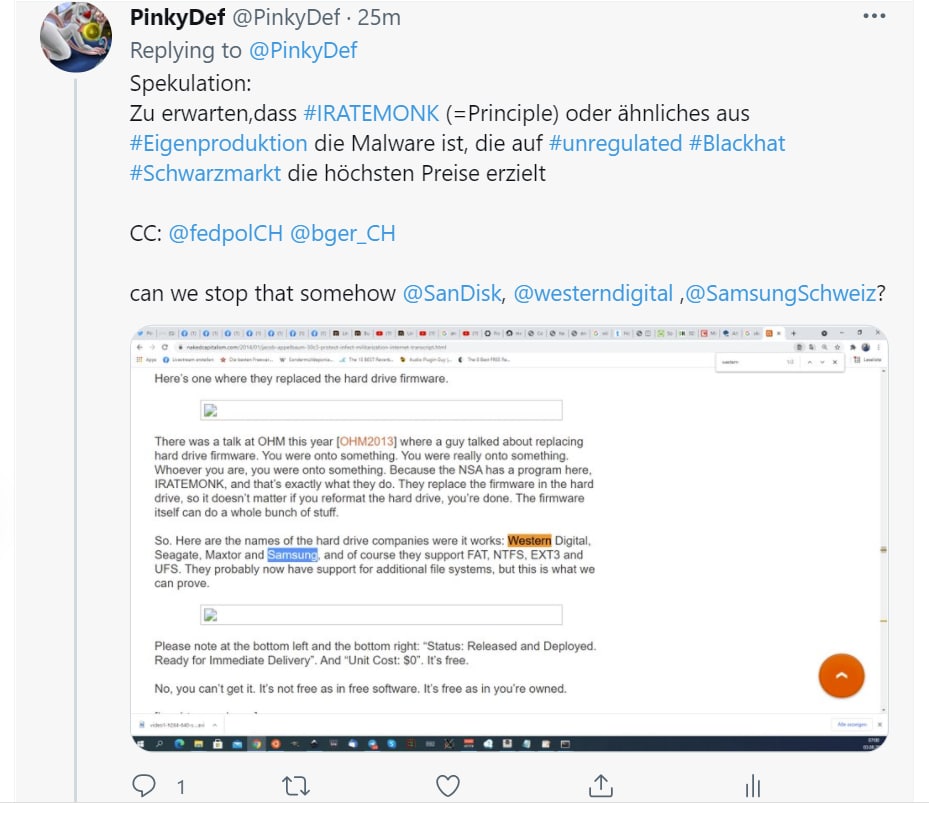 PinkyDef @PinkyDef · 25m
Replying to @PinkyDef
Spekulation:
Zu erwarten,dass #IRATEMONK (=Principle) oder ähnliches aus
#Eigenproduktion die Malware ist, die auf #unregulated #Blackhat
#Schwarzmarkt die höchsten Preise erzielt
CC: @fedpolCH @bger_CH
can we stop that somehow @SanDisk, @westerndigital ,@SamsungSchweiz?
nakedcapitalism.com/2014/01/jacob-appelbaum-30c3-protect-infect-militarization-internet-transcript.html
Apps
western
1/2
Leseliste
Here's one where they replaced the hard drive firmware.
There was a talk at OHM this year [OHM2013] where a guy talked about replacing
hard drive firmware. You were onto something. You were really onto something.
Whoever you are, you were onto something. Because the NSA has a program here,
IRATEMONK, and that's exactly what they do. They replace the firmware in the hard
drive, so it doesn't matter if you reformat the hard drive, you're done. The firmware
itself can do a whole bunch of stuff.
So. Here are the names of the hard drive companies were it works: Western Digital,
Seagate, Maxtor and Samsung, and of course they support FAT, NTFS, EXT3 and
UFS. They probably now have support for additional file systems, but this is what we
can prove.
Please note at the bottom left and the bottom right: “Status: Released and Deployed.
Ready for Immediate Delivery”. And “Unit Cost: $0”. It's free.
No, you can't get it. It's not free as in free software. It's free as in you're owned.
Alle anzeigen
1